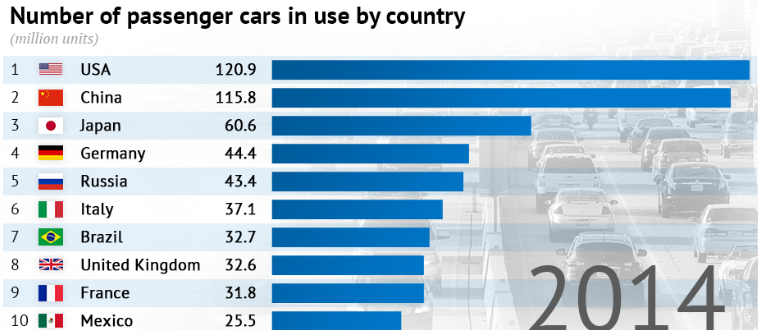 Number of passenger cars in use by country
(million units)
1 USA 120.9
2 China 115.8
3 Japan 60.6
4 Germany 44.4
5 Russia 43.4
6 Italy 37.1
7 Brazil 32.7
8 United Kingdom 32.6
9 France 31.8
10 Mexico 25.5
2014